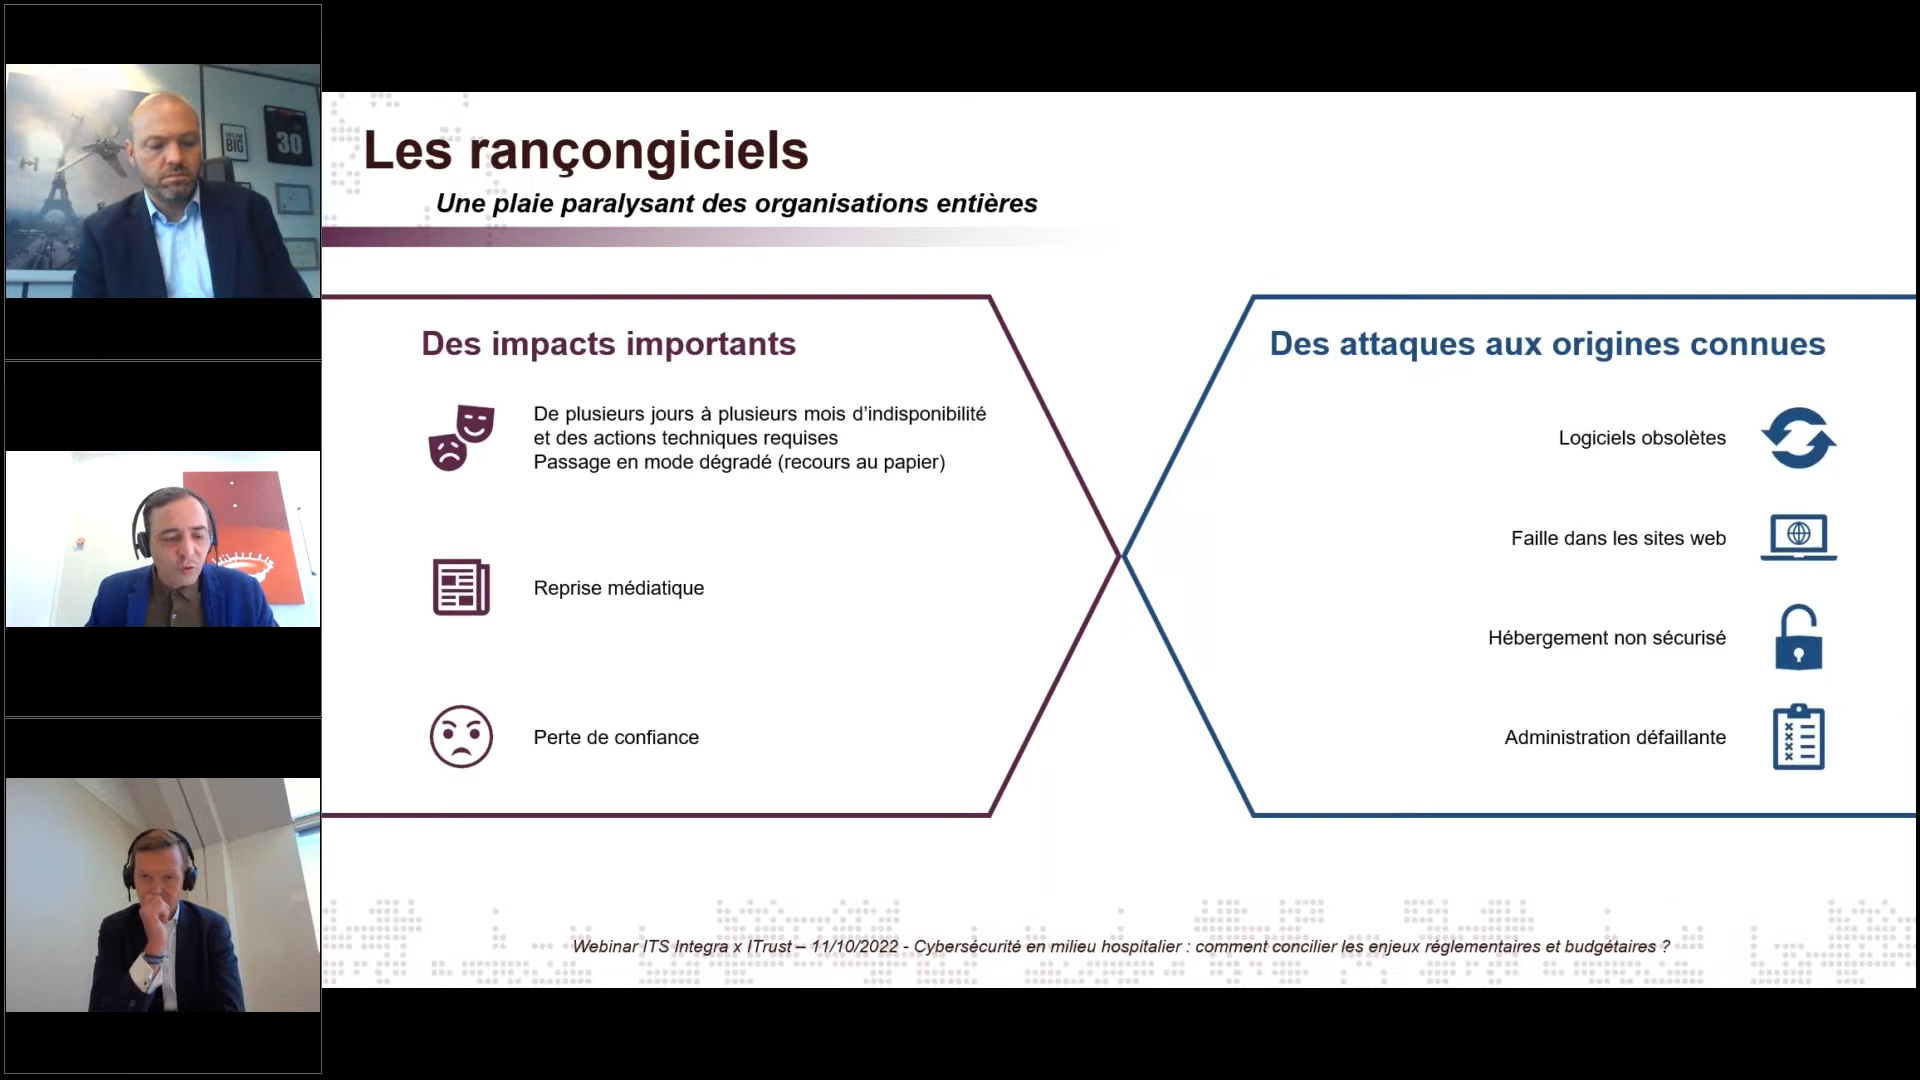 BIG
30
Les rançongiciels
Une plaie paralysant des organisations entières
Des impacts importants
De plusieurs jours à plusieurs mois d’indisponibilité
et des actions techniques requises
Passage en mode dégradé (recours au papier)
Reprise médiatique
Perte de confiance
Des attaques aux origines connues
Logiciels obsolètes
Faille dans les sites web
Hébergement non sécurisé
Administration défaillante
Webinar ITS Integra x ITrust – 11/10/2022 - Cybersécurité en milieu hospitalier : comment concilier les enjeux réglementaires et budgétaires ?